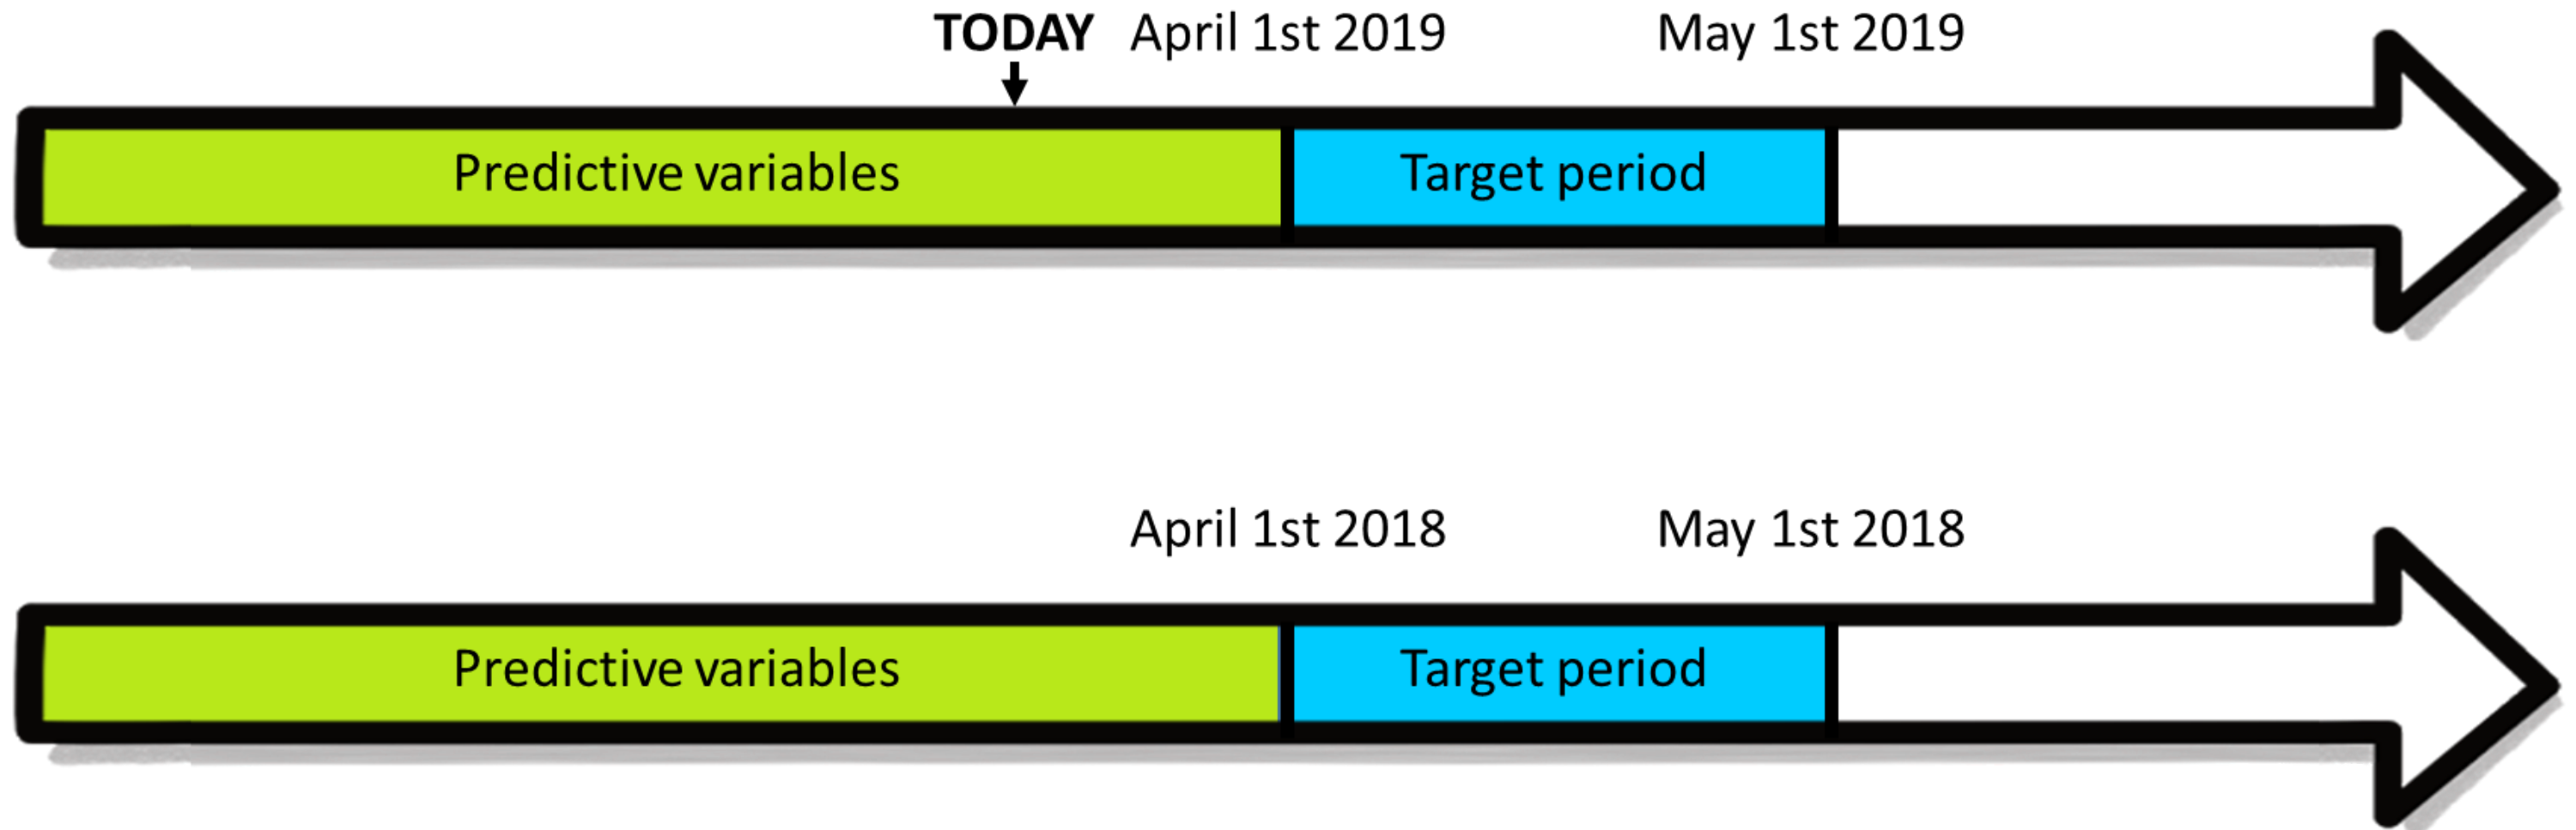 TODAY April 1st 2019 May 1st 2019
Predictive variables Target period
April 1st 2018 May 1st 2018
Predictive variables Target period